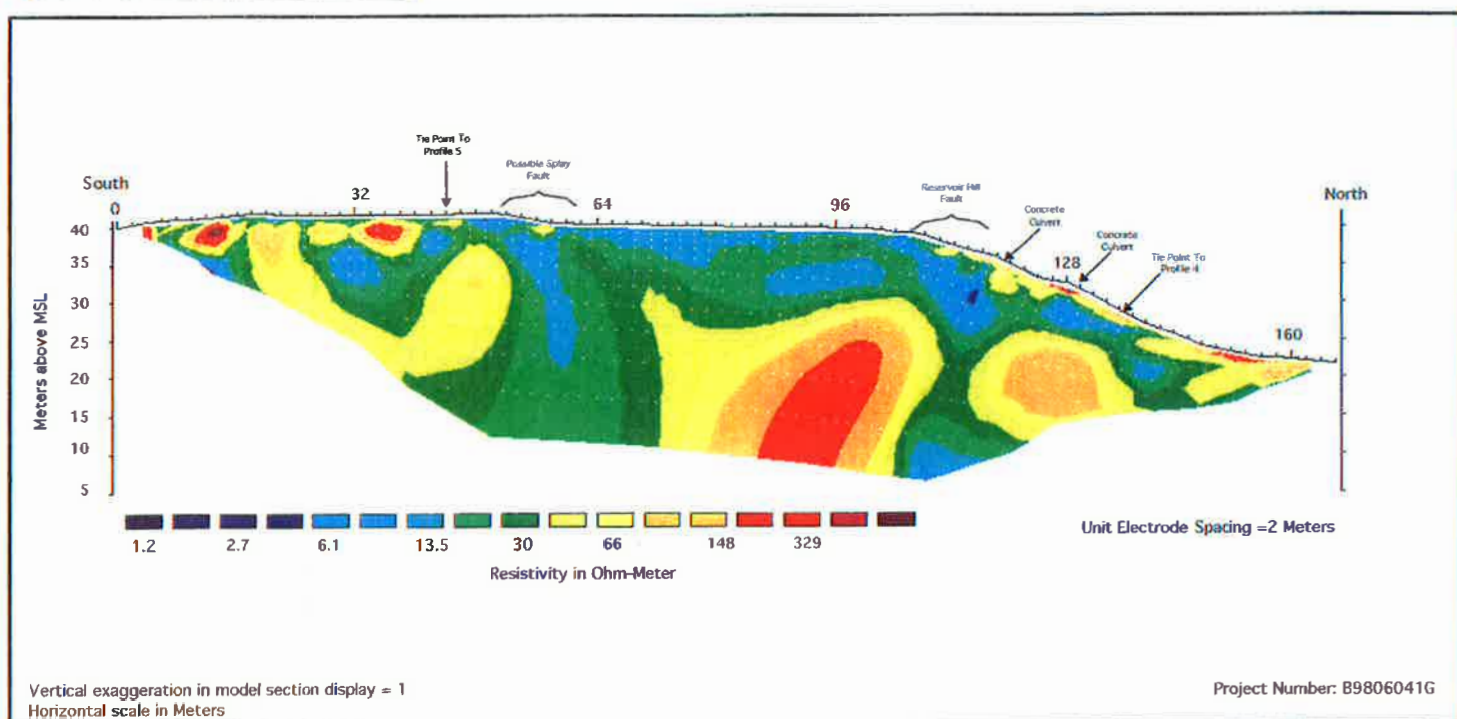 Tie Point To
Profile 5
Possible Splay
Fault
South
0
32
64
96
Reservoir Hill
Fault
Concrete
Culvert
128
Concrete
Culvert
Tie Point To
Profile 4
160
North
Meters above MSL
40
35
30
25
20
15
10
5
1.2 2.7 6.1 13.5 30 66 148 329
Resistivity in Ohm-Meter
Unit Electrode Spacing =2 Meters
Vertical exaggeration in model section display = 1
Horizontal scale in Meters
Project Number: B9806041G